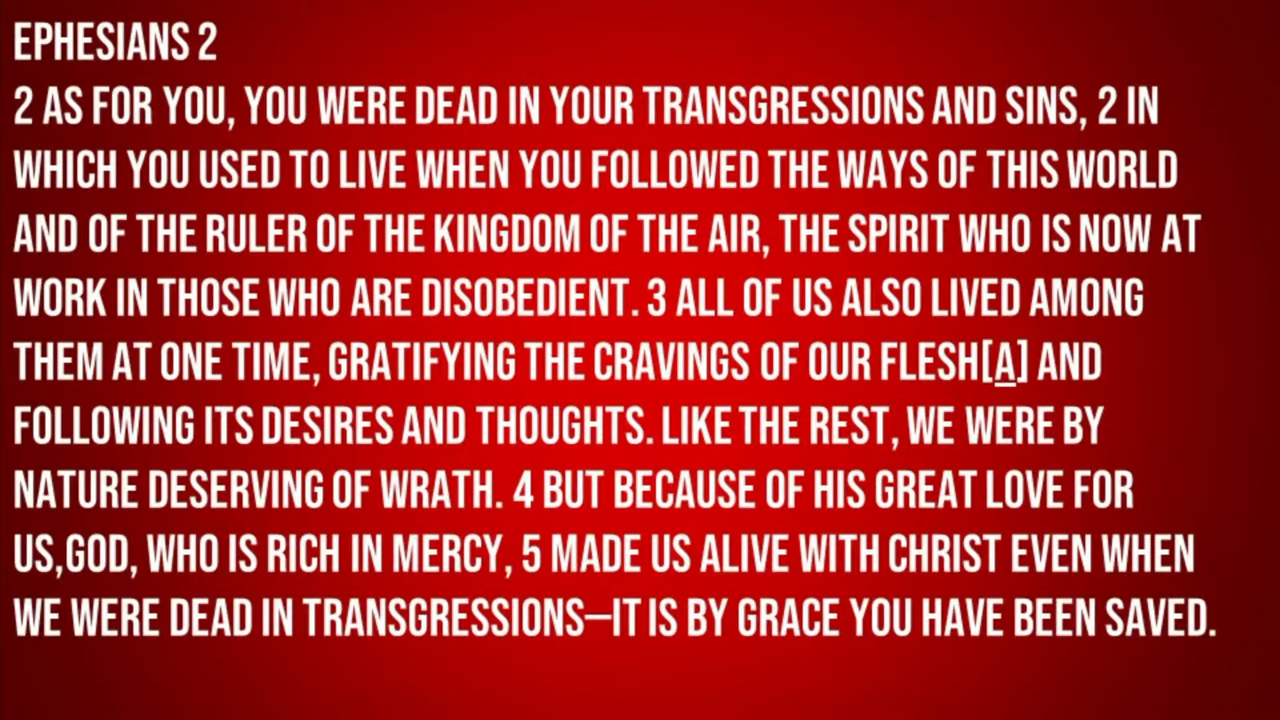 EPHESIANS 2
2 AS FOR YOU, YOU WERE DEAD IN YOUR TRANSGRESSIONS AND SINS, 2 IN
WHICH YOU USED TO LIVE WHEN YOU FOLLOWED THE WAYS OF THIS WORLD
AND OF THE RULER OF THE KINGDOM OF THE AIR, THE SPIRIT WHO IS NOW AT
WORK IN THOSE WHO ARE DISOBEDIENT. 3 ALL OF US ALSO LIVED AMONG
THEM AT ONE TIME, GRATIFYING THE CRAVINGS OF OUR FLESH[A] AND
FOLLOWING ITS DESIRES AND THOUGHTS. LIKE THE REST, WE WERE BY
NATURE DESERVING OF WRATH. 4 BUT BECAUSE OF HIS GREAT LOVE FOR
US,GOD, WHO IS RICH IN MERCY, 5 MADE US ALIVE WITH CHRIST EVEN WHEN
WE WERE DEAD IN TRANSGRESSIONS—IT IS BY GRACE YOU HAVE BEEN SAVED.